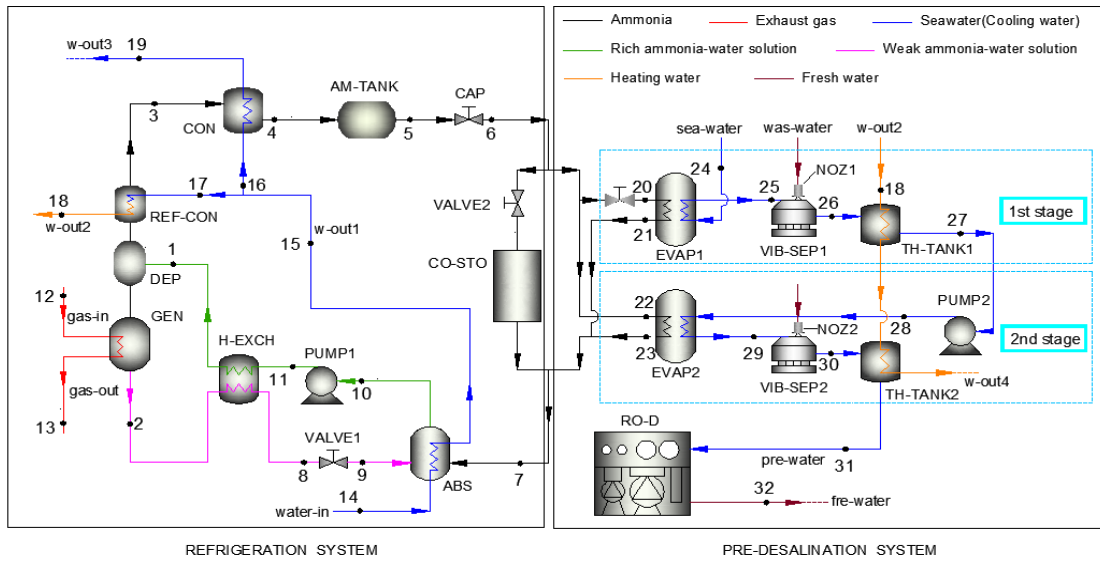 w-out3
19
AM-TANK
CAP
3
CON
4
5
6
17
16
18
REF-CON
w-out2
VALVE2
15
w-out1
1
DEP
CO-STO
12
gas-in
GEN
H-EXCH
PUMP1
11
10
gas-out
13
2
VALVE1
8
9
ABS
7
14
water-in
REFRIGERATION SYSTEM
Ammonia
Exhaust gas
Seawater(Cooling water)
Rich ammonia-water solution
Weak ammonia-water solution
Heating water
Fresh water
sea-water
was-water
w-out2
24
NOZ1
20
25
26
18
27
1st stage
21
EVAP1
VIB-SEP1
TH-TANK1
PUMP2
22
28
NOZ2
2nd stage
23
29
30
EVAP2
VIB-SEP2
w-out4
TH-TANK2
RO-D
pre-water
31
32
fre-water
PRE-DESALINATION SYSTEM